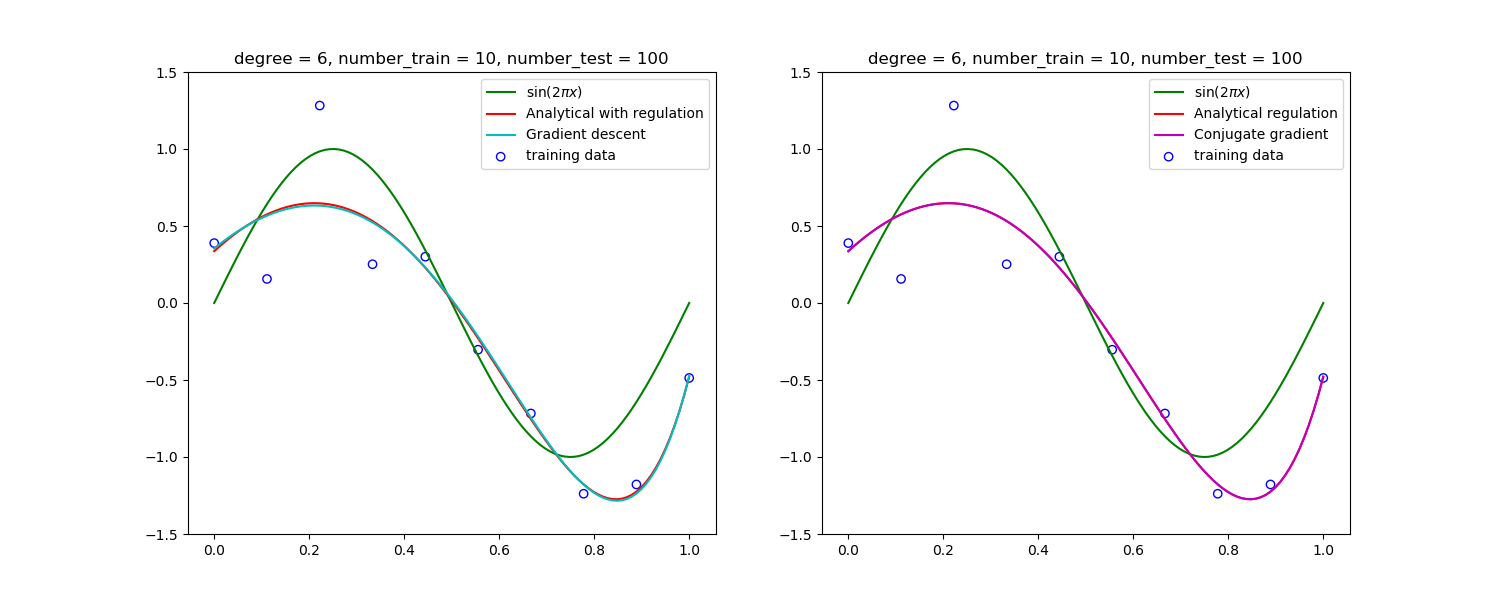 degree = 6, number_train = 10, number_test = 100
1.5
1.0
0.5
0.0
−0.5
−1.0
−1.5
0.0 0.2 0.4 0.6 0.8 1.0
sin(2πx)
Analytical with regulation
Gradient descent
training data
degree = 6, number_train = 10, number_test = 100
1.5
1.0
0.5
0.0
−0.5
−1.0
−1.5
0.0 0.2 0.4 0.6 0.8 1.0
sin(2πx)
Analytical regulation
Conjugate gradient
training data